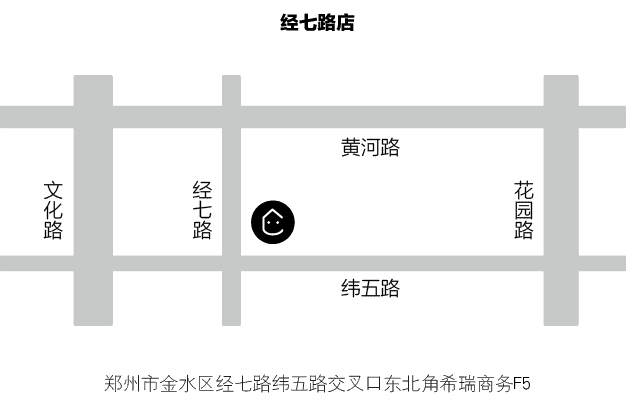 经七路店
黄河路
文化路
经七路
花园路
纬五路
郑州市金水区经七路纬五路交叉口东北角希瑞商务F5